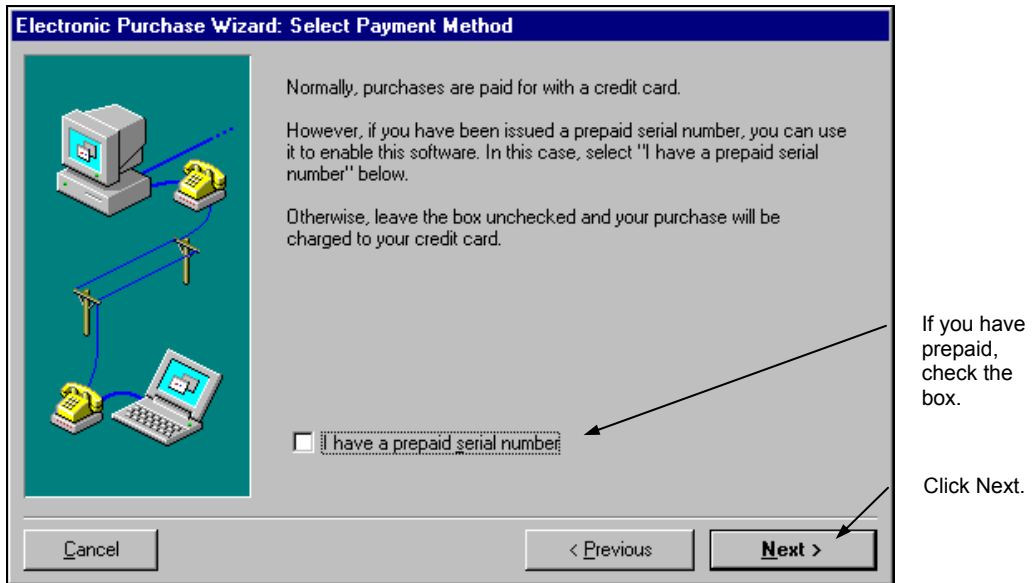 Electronic Purchase Wizard: Select Payment Method
Normally, purchases are paid for with a credit card.
However, if you have been issued a prepaid serial number, you can use
it to enable this software. In this case, select "I have a prepaid serial
number" below.
Otherwise, leave the box unchecked and your purchase will be
charged to your credit card.
If you have
prepaid,
check the
box.
I have a prepaid serial number
Click Next.
Cancel
< Previous
Next >